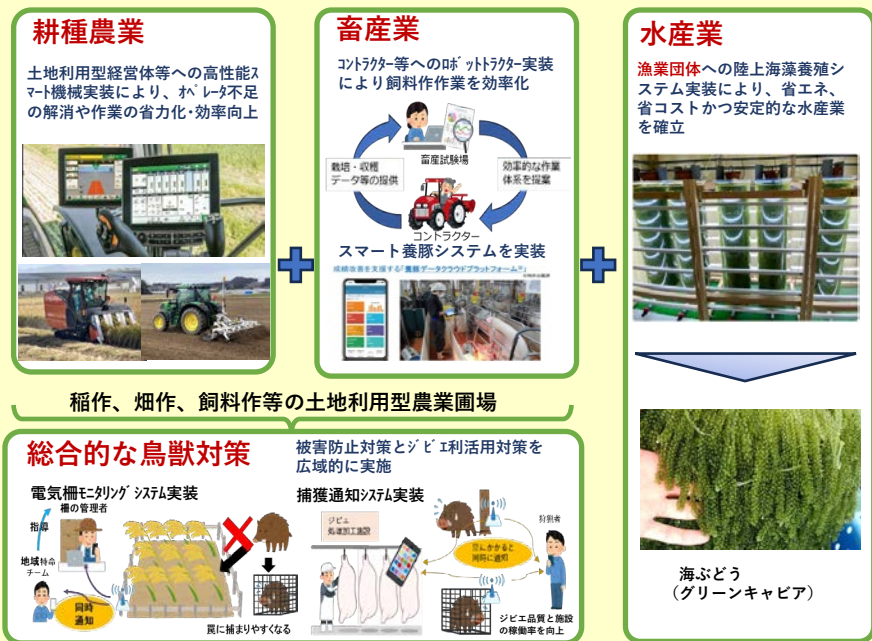 耕種農業
土地利用型経営体等への高性能ス
マート機械実装により、オペレータ不足
の解消や作業の省力化・効率向上
畜産業
コントラクター等へのロボットトラクター実装
により飼料作作業を効率化
畜産試験場
栽培・収穫
データ等の提供
効率的な作業
体系を提案
コントラクター
スマート養豚システムを実装
成績改善を支援する「養豚データクラウドプラットフォーム®」
水産業
漁業団体への陸上海藻養殖シ
ステム実装により、省エネ、
省コストかつ安定的な水産業
を確立
海ぶどう
（グリーンキャビア）
稲作、畑作、飼料作等の土地利用型農業圃場
総合的な鳥獣対策
被害防止対策とジビエ利活用対策を
広域的に実施
電気柵モニタリングシステム実装
柵の管理者
指導
地域特命
チーム
同時
通知
罠に捕まりやすくなる
捕獲通知システム実装
ジビエ
処理加工施設
狩猟者
罠んかかると
同時に通知
ジビエ品質と施設
の稼働率を向上